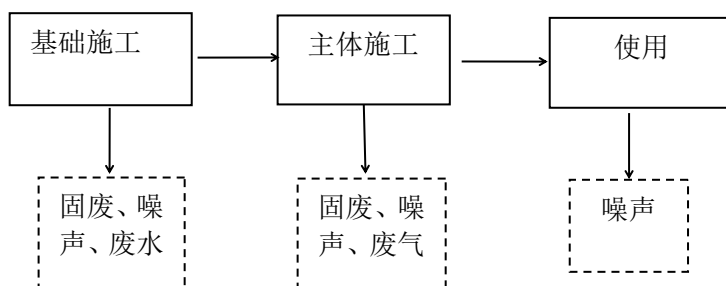 基础施工
主体施工
使用
固废、噪
声、废水
固废、噪
声、废气
噪声